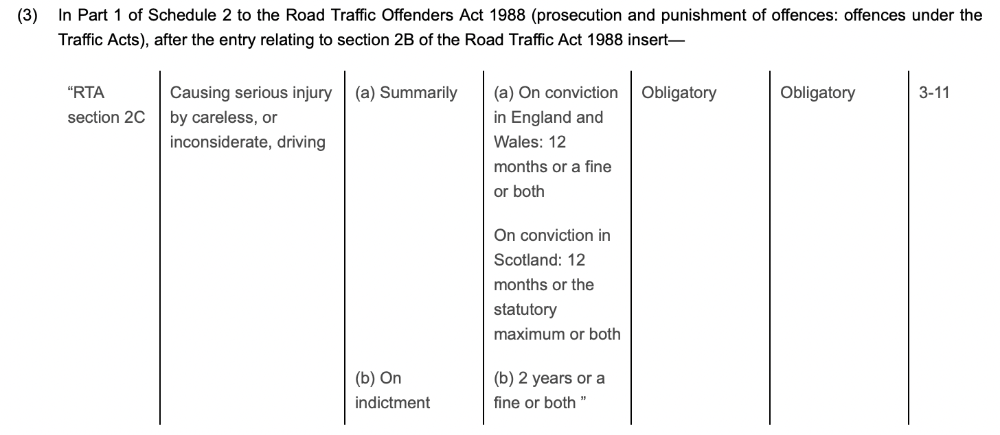 (3) In Part 1 of Schedule 2 to the Road Traffic Offenders Act 1988 (prosecution and punishment of offences: offences under the
Traffic Acts), after the entry relating to section 2B of the Road Traffic Act 1988 insert—
“RTA
section 2C
Causing serious injury
by careless, or
inconsiderate, driving
(a) Summarily
(a) On conviction
in England and
Wales: 12
months or a fine
or both
On conviction in
Scotland: 12
months or the
statutory
maximum or both
(b) On
indictment
(b) 2 years or a
fine or both ”
Obligatory
Obligatory
3-11